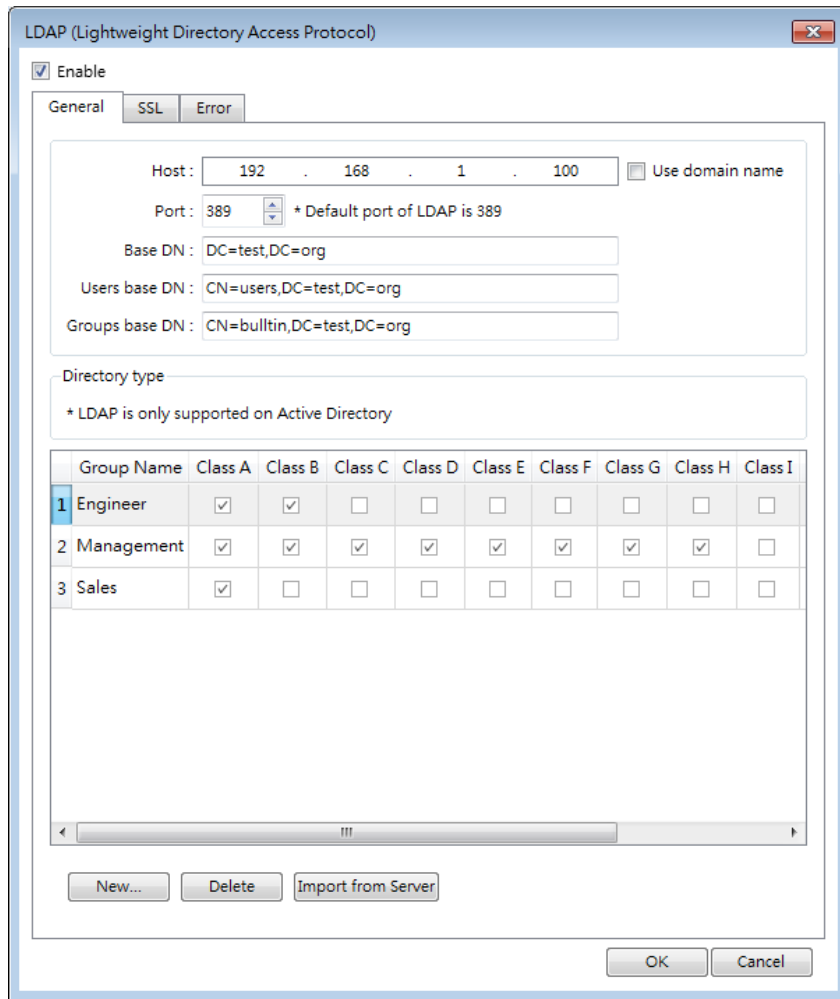 LDAP (Lightweight Directory Access Protocol)
Enable
General SSL Error
Host : 192 . 168 . 1 . 100 Use domain name
Port : 389 * Default port of LDAP is 389
Base DN : DC=test,DC=org
Users base DN : CN=users,DC=test,DC=org
Groups base DN : CN=bulltin,DC=test,DC=org
Directory type
* LDAP is only supported on Active Directory
Group Name Class A Class B Class C Class D Class E Class F Class G Class H Class I
1 Engineer
2 Management
3 Sales
New... Delete Import from Server
OK Cancel